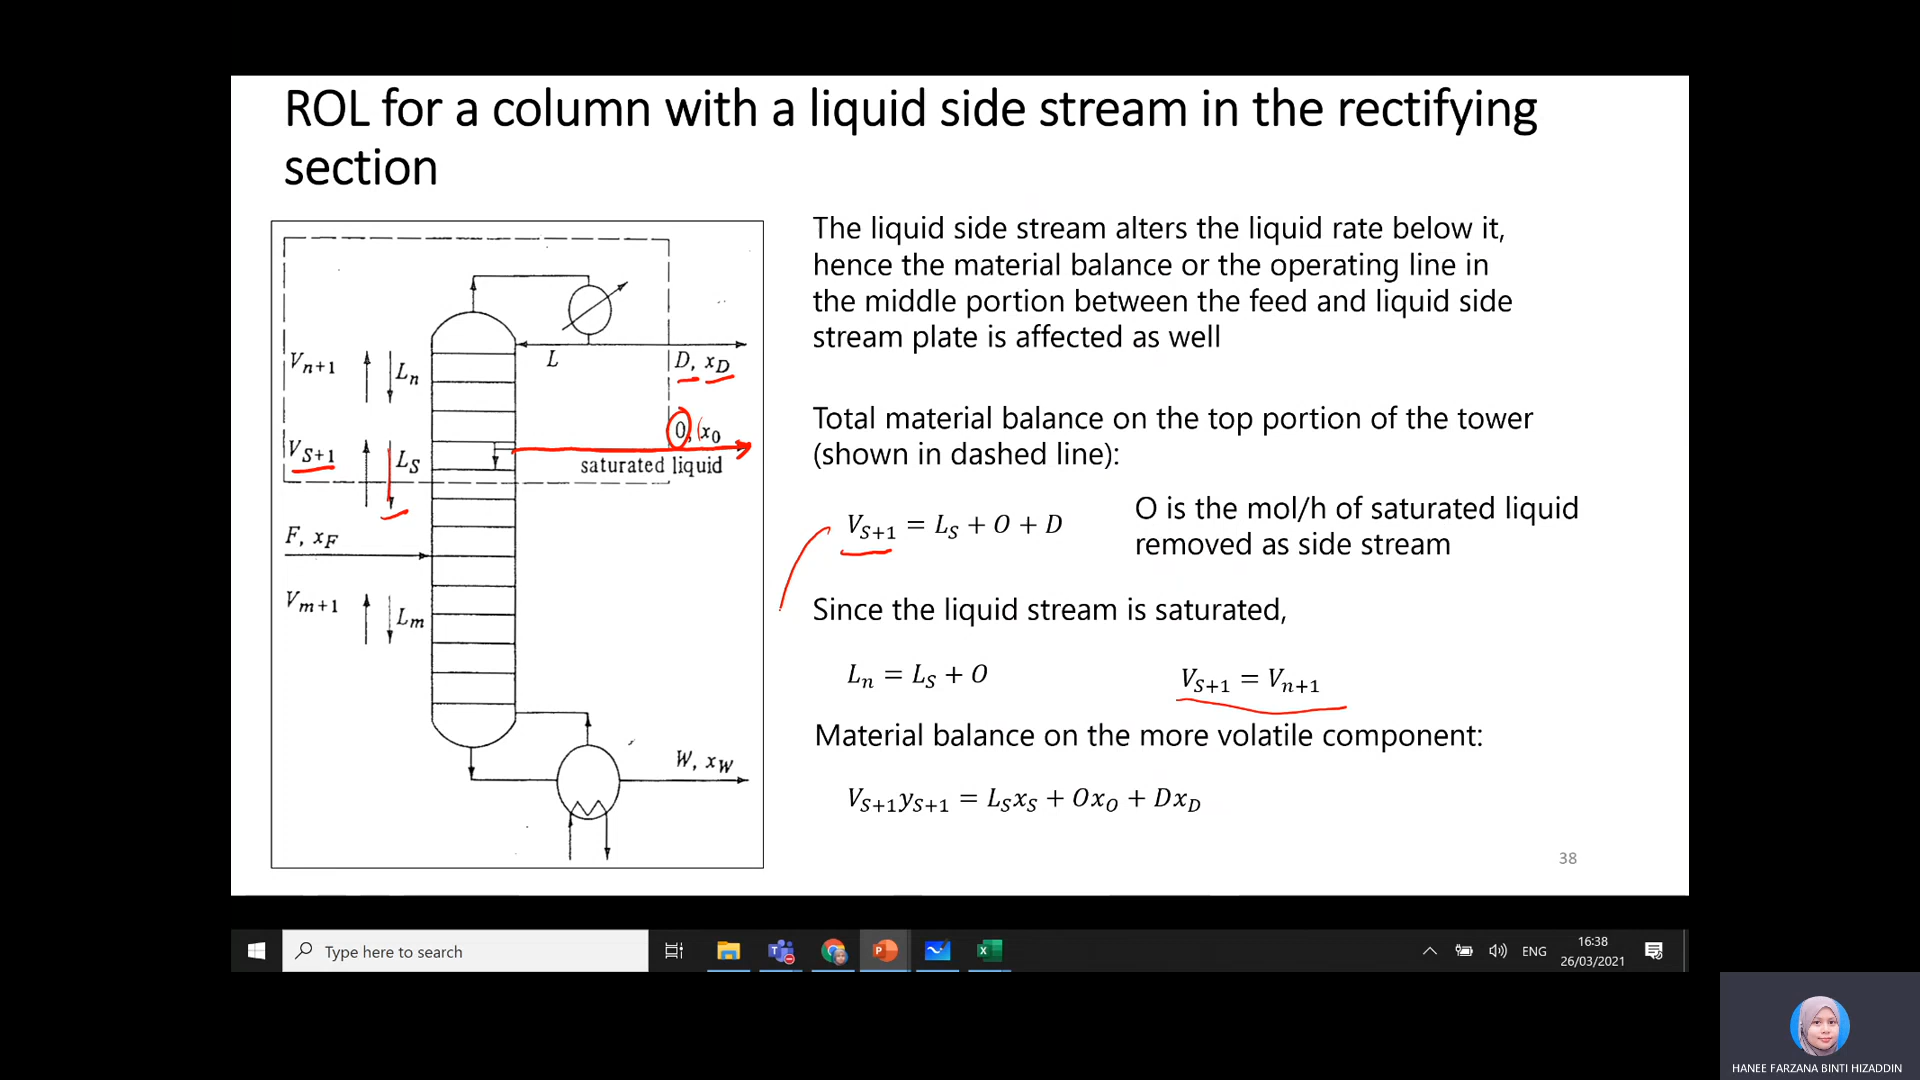 ROL for a column with a liquid side stream in the rectifying
section
L
V_{n+1}
L_n
D, x_D
O, x_O
V_{S+1}
L_S
saturated liquid
F, x_F
V_{m+1}
L_m
W, x_W
The liquid side stream alters the liquid rate below it,
hence the material balance or the operating line in
the middle portion between the feed and liquid side
stream plate is affected as well
Total material balance on the top portion of the tower
(shown in dashed line):
V_{S+1} = L_S + O + D
O is the mol/h of saturated liquid
removed as side stream
Since the liquid stream is saturated,
L_n = L_S + O
V_{S+1} = V_{n+1}
Material balance on the more volatile component:
V_{S+1}y_{S+1} = L_Sx_S + Ox_O + Dx_D
38
Type here to search
ENG
16:38
26/03/2021
HANEE FARZANA BINTI HIZADDIN